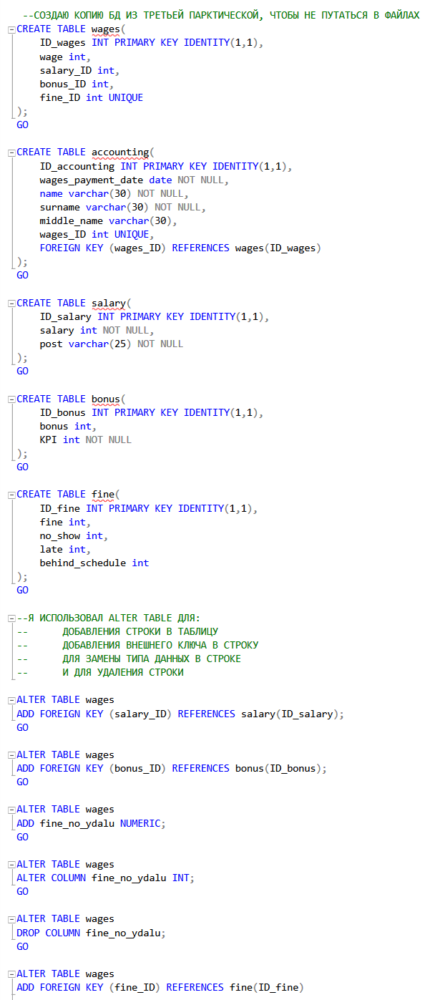 --СОЗДАЮ КОПИЮ БД ИЗ ТРЕТЬЕЙ ПАРКТИЧЕСКОЙ, ЧТОБЫ НЕ ПУТАТЬСЯ В ФАЙЛАХ
CREATE TABLE wages(
ID_wages INT PRIMARY KEY IDENTITY(1,1),
wage int,
salary_ID int,
bonus_ID int,
fine_ID int UNIQUE
);
GO
CREATE TABLE accounting(
ID_accounting INT PRIMARY KEY IDENTITY(1,1),
wages_payment_date date NOT NULL,
name varchar(30) NOT NULL,
surname varchar(30) NOT NULL,
middle_name varchar(30),
wages_ID int UNIQUE,
FOREIGN KEY (wages_ID) REFERENCES wages(ID_wages)
);
GO
CREATE TABLE salary(
ID_salary INT PRIMARY KEY IDENTITY(1,1),
salary int NOT NULL,
post varchar(25) NOT NULL
);
GO
CREATE TABLE bonus(
ID_bonus INT PRIMARY KEY IDENTITY(1,1),
bonus int,
KPI int NOT NULL
);
GO
CREATE TABLE fine(
ID_fine INT PRIMARY KEY IDENTITY(1,1),
fine int,
no_show int,
late int,
behind_schedule int
);
GO
--Я ИСПОЛЬЗОВАЛ ALTER TABLE ДЛЯ:
-- ДОБАВЛЕНИЯ СТРОКИ В ТАБЛИЦУ
-- ДОБАВЛЕНИЯ ВНЕШНЕГО КЛЮЧА В СТРОКУ
-- ДЛЯ ЗАМЕНЫ ТИПА ДАННЫХ В СТРОКЕ
-- И ДЛЯ УДАЛЕНИЯ СТРОКИ
ALTER TABLE wages
ADD FOREIGN KEY (salary_ID) REFERENCES salary(ID_salary);
GO
ALTER TABLE wages
ADD FOREIGN KEY (bonus_ID) REFERENCES bonus(ID_bonus);
GO
ALTER TABLE wages
ADD fine_no_ydalu NUMERIC;
GO
ALTER TABLE wages
ALTER COLUMN fine_no_ydalu INT;
GO
ALTER TABLE wages
DROP COLUMN fine_no_ydalu;
GO
ALTER TABLE wages
ADD FOREIGN KEY (fine_ID) REFERENCES fine(ID_fine)